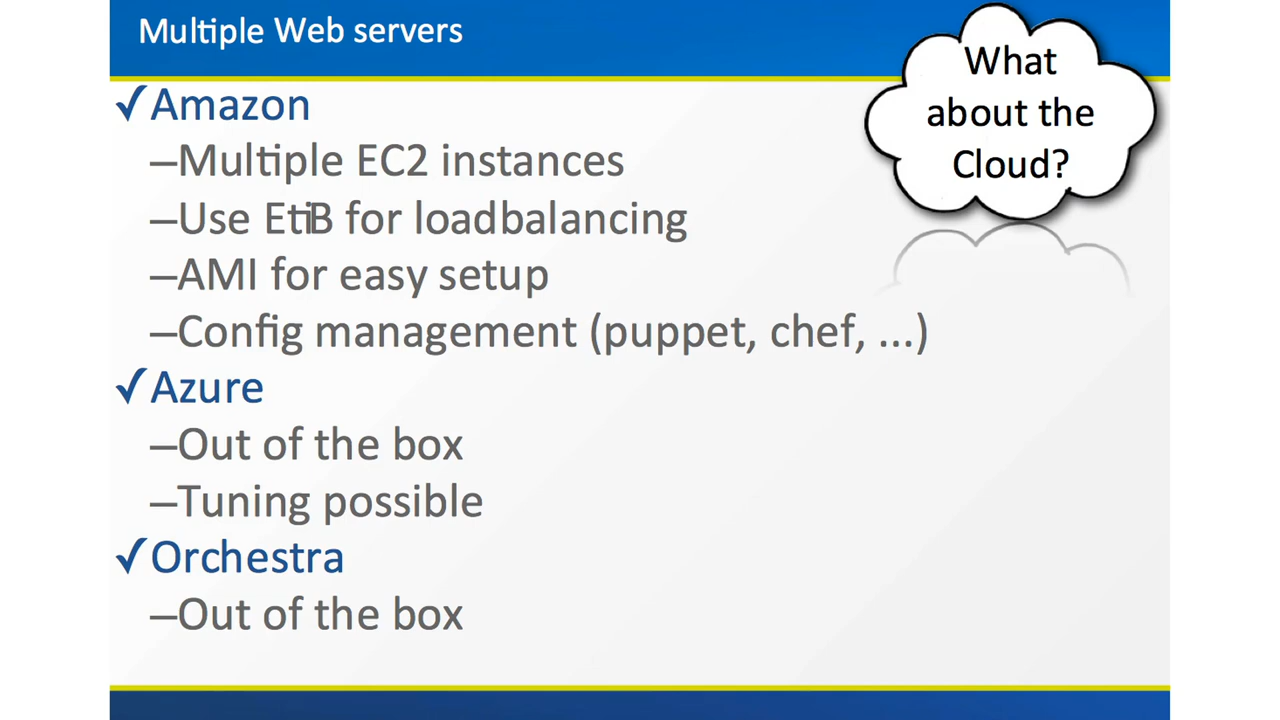 Multiple Web servers
What
about the
Cloud?
✓Amazon
–Multiple EC2 instances
–Use EtiB for loadbalancing
–AMI for easy setup
–Config management (puppet, chef, ...)
✓Azure
–Out of the box
–Tuning possible
✓Orchestra
–Out of the box